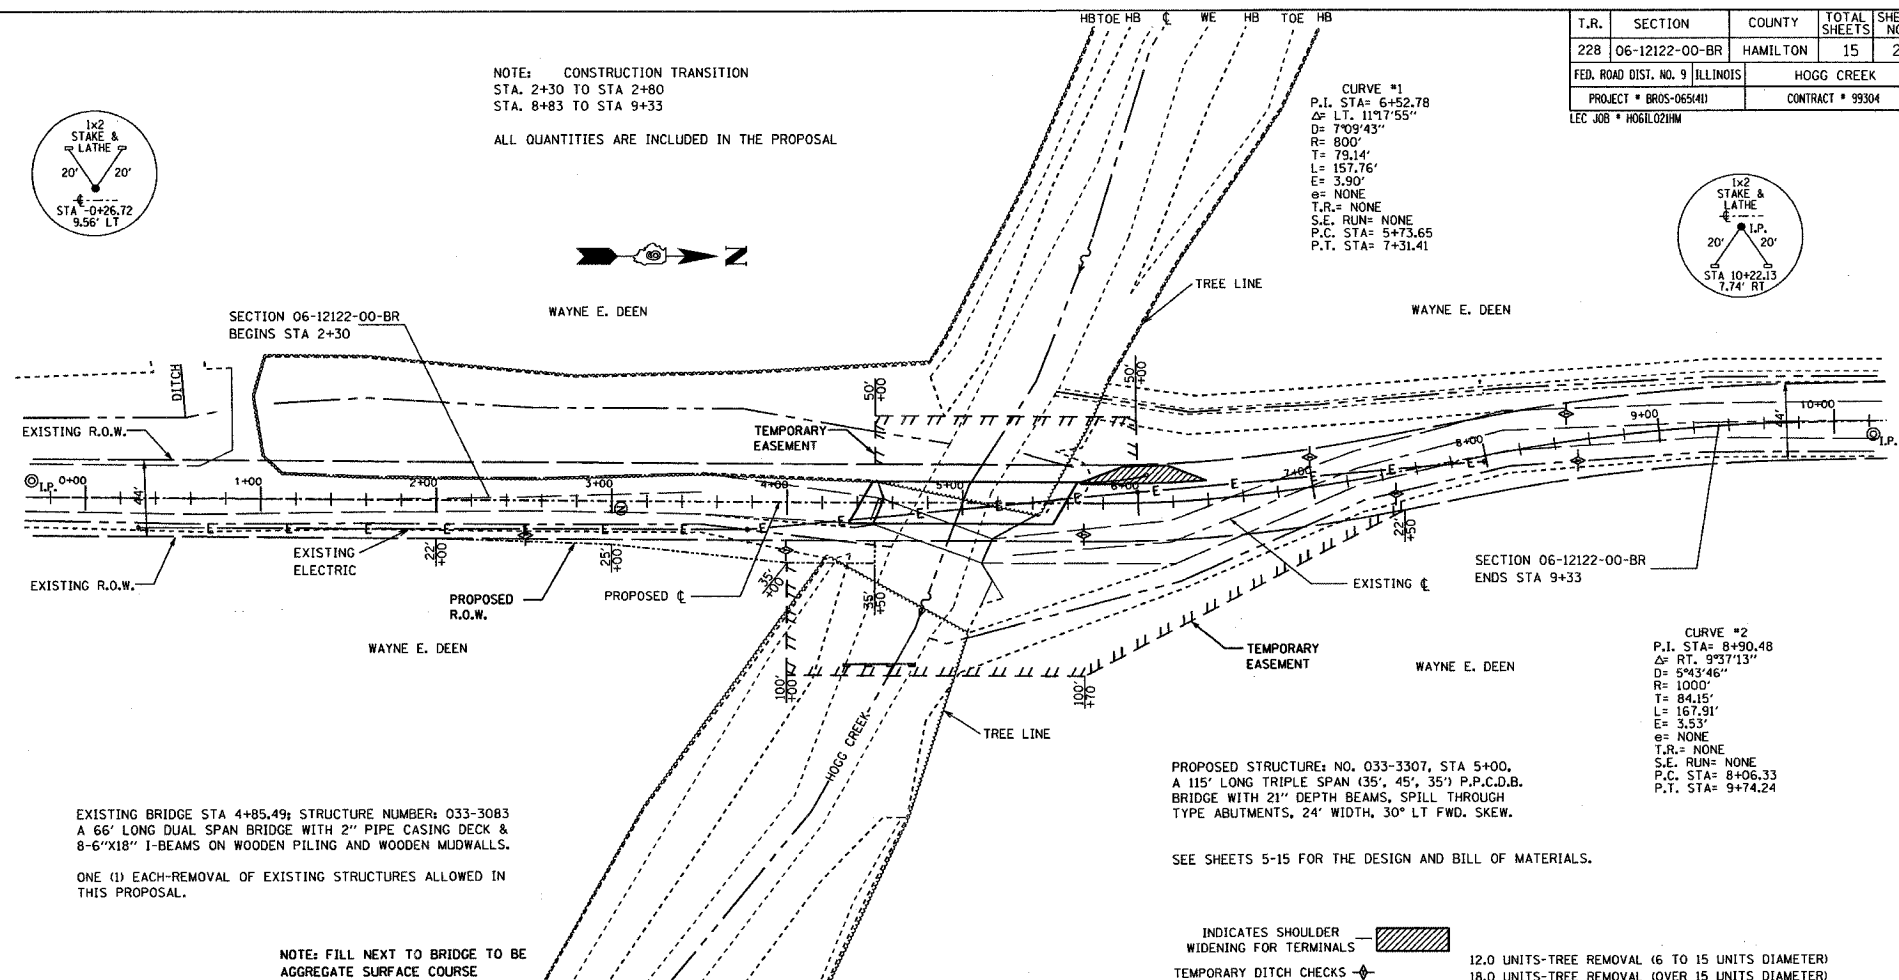 HB TOE HB ℄ WE HB TOE HB
T.R. SECTION COUNTY TOTAL SHEETS
228 06-12122-00-BR HAMILTON 15 2
FED. ROAD DIST. NO. 9 ILLINOIS HOGG CREEK
PROJECT * BROS-065(41) CONTRACT * 99304
LEC JOB * H06IL021HM
NOTE: CONSTRUCTION TRANSITION
STA. 2+30 TO STA 2+80
STA. 8+83 TO STA 9+33
ALL QUANTITIES ARE INCLUDED IN THE PROPOSAL
1x2
STAKE &
LATHE
20' 20'
℄
STA -0+26.72
9.56' LT
CURVE *1
P.I. STA= 6+52.78
Δ= LT. 11°17'55"
D= 7°09'43"
R= 800'
T= 79.14'
L= 157.76'
E= 3.90'
e= NONE
T.R.= NONE
S.E. RUN= NONE
P.C. STA= 5+73.65
P.T. STA= 7+31.41
1x2
STAKE &
LATHE
℄
I.P.
20' 20'
STA 10+22.13
7.74' RT
N
TREE LINE
WAYNE E. DEEN
WAYNE E. DEEN
SECTION 06-12122-00-BR
BEGINS STA 2+30
DITCH
50'
+00
50'
+00
EXISTING R.O.W.
TEMPORARY
EASEMENT
44'
44'
I.P. 0+00 1+00 2+00 3+00 4+00 5+00 6+00 7+00 8+00 9+00 10+00 I.P.
E E E E E E E E E E E E E E
N
EXISTING
ELECTRIC
22'
+00
25'
+00
35'
+00
35'
+50
22'
+50
EXISTING R.O.W.
PROPOSED
R.O.W.
PROPOSED ℄
EXISTING ℄
SECTION 06-12122-00-BR
ENDS STA 9+33
WAYNE E. DEEN
TEMPORARY
EASEMENT
WAYNE E. DEEN
100'
+00
100'
+70
HOGG CREEK
TREE LINE
CURVE *2
P.I. STA= 8+90.48
Δ= RT. 9°37'13"
D= 5°43'46"
R= 1000'
T= 84.15'
L= 167.91'
E= 3.53'
e= NONE
T.R.= NONE
S.E. RUN= NONE
P.C. STA= 8+06.33
P.T. STA= 9+74.24
PROPOSED STRUCTURE: NO. 033-3307, STA 5+00,
A 115' LONG TRIPLE SPAN (35', 45', 35') P.P.C.D.B.
BRIDGE WITH 21" DEPTH BEAMS, SPILL THROUGH
TYPE ABUTMENTS, 24' WIDTH, 30° LT FWD. SKEW.
SEE SHEETS 5-15 FOR THE DESIGN AND BILL OF MATERIALS.
EXISTING BRIDGE STA 4+85.49; STRUCTURE NUMBER: 033-3083
A 66' LONG DUAL SPAN BRIDGE WITH 2" PIPE CASING DECK &
8-6"X18" I-BEAMS ON WOODEN PILING AND WOODEN MUDWALLS.
ONE (1) EACH-REMOVAL OF EXISTING STRUCTURES ALLOWED IN
THIS PROPOSAL.
NOTE: FILL NEXT TO BRIDGE TO BE
AGGREGATE SURFACE COURSE
INDICATES SHOULDER
WIDENING FOR TERMINALS
TEMPORARY DITCH CHECKS
12.0 UNITS-TREE REMOVAL (6 TO 15 UNITS DIAMETER)
18.0 UNITS-TREE REMOVAL (OVER 15 UNITS DIAMETER)